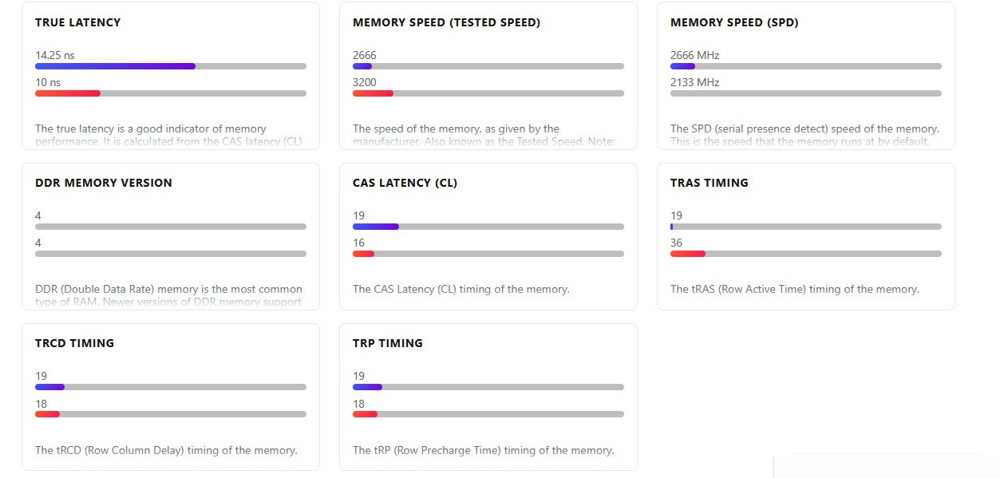 TRUE LATENCY
14.25 ns
10 ns
The true latency is a good indicator of memory
performance. It is calculated from the CAS latency (CL)
MEMORY SPEED (TESTED SPEED)
2666
3200
The speed of the memory, as given by the
manufacturer. Also known as the Tested Speed. Note:
MEMORY SPEED (SPD)
2666 MHz
2133 MHz
The SPD (serial presence detect) speed of the memory.
This is the speed that the memory runs at by default.
DDR MEMORY VERSION
4
4
DDR (Double Data Rate) memory is the most common
type of RAM. Newer versions of DDR memory support
CAS LATENCY (CL)
19
16
The CAS Latency (CL) timing of the memory.
TRAS TIMING
19
36
The tRAS (Row Active Time) timing of the memory.
TRCD TIMING
19
18
The tRCD (Row Column Delay) timing of the memory.
TRP TIMING
19
18
The tRP (Row Precharge Time) timing of the memory.